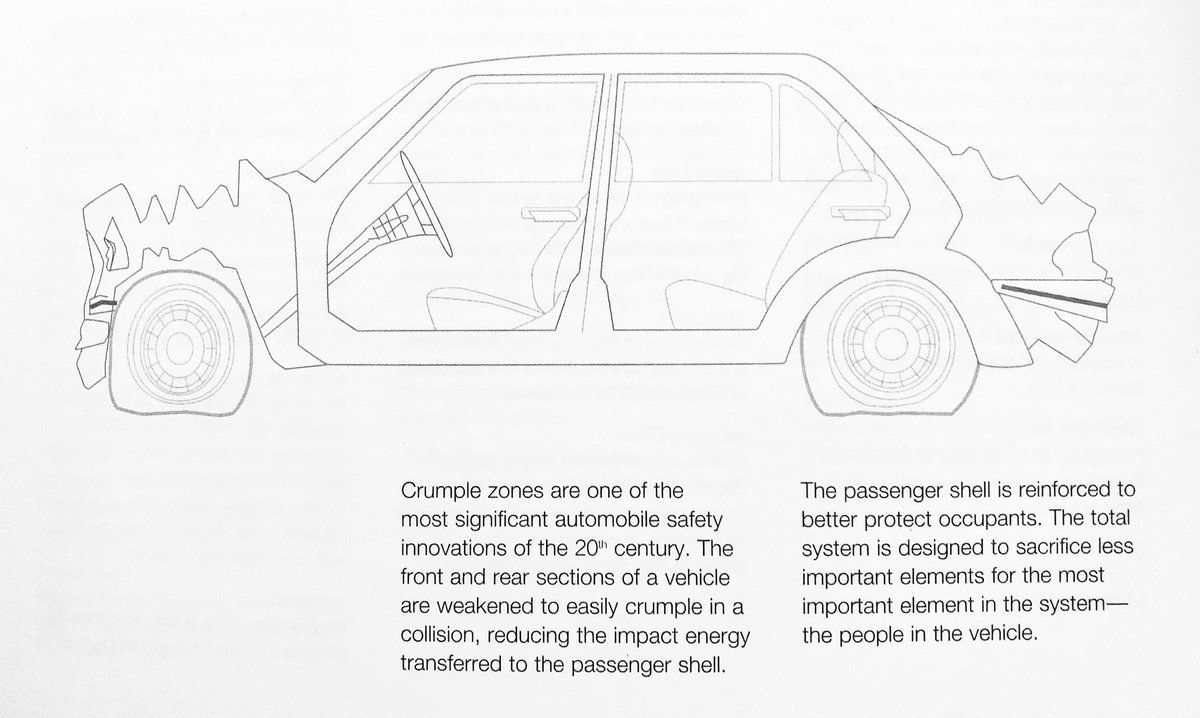 Crumple zones are one of the
most significant automobile safety
innovations of the 20th century. The
front and rear sections of a vehicle
are weakened to easily crumple in a
collision, reducing the impact energy
transferred to the passenger shell.
The passenger shell is reinforced to
better protect occupants. The total
system is designed to sacrifice less
important elements for the most
important element in the system—
the people in the vehicle.